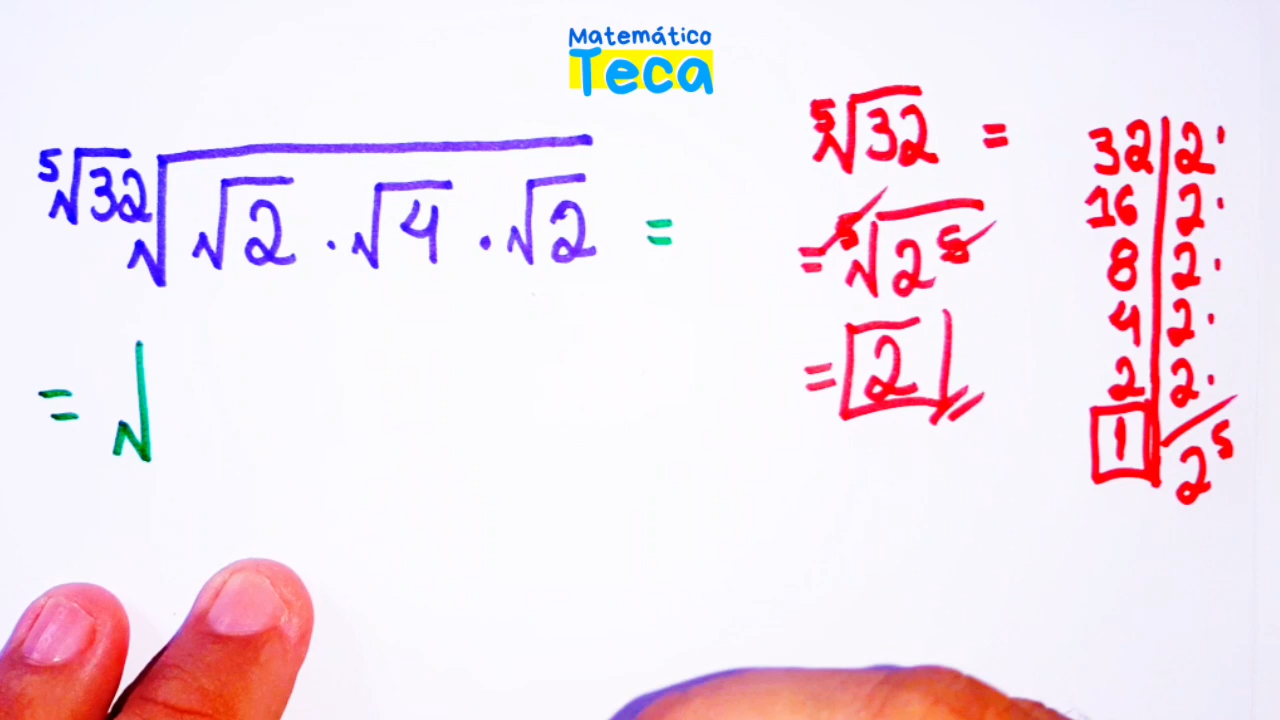 Matemático
Teca
⁵√32 √(√2 · √4 · √2) =
= √
⁵√32 =
= ⁵√2⁵
= 2
32 | 2
16 | 2
8 | 2
4 | 2
2 | 2
1 | 2⁵